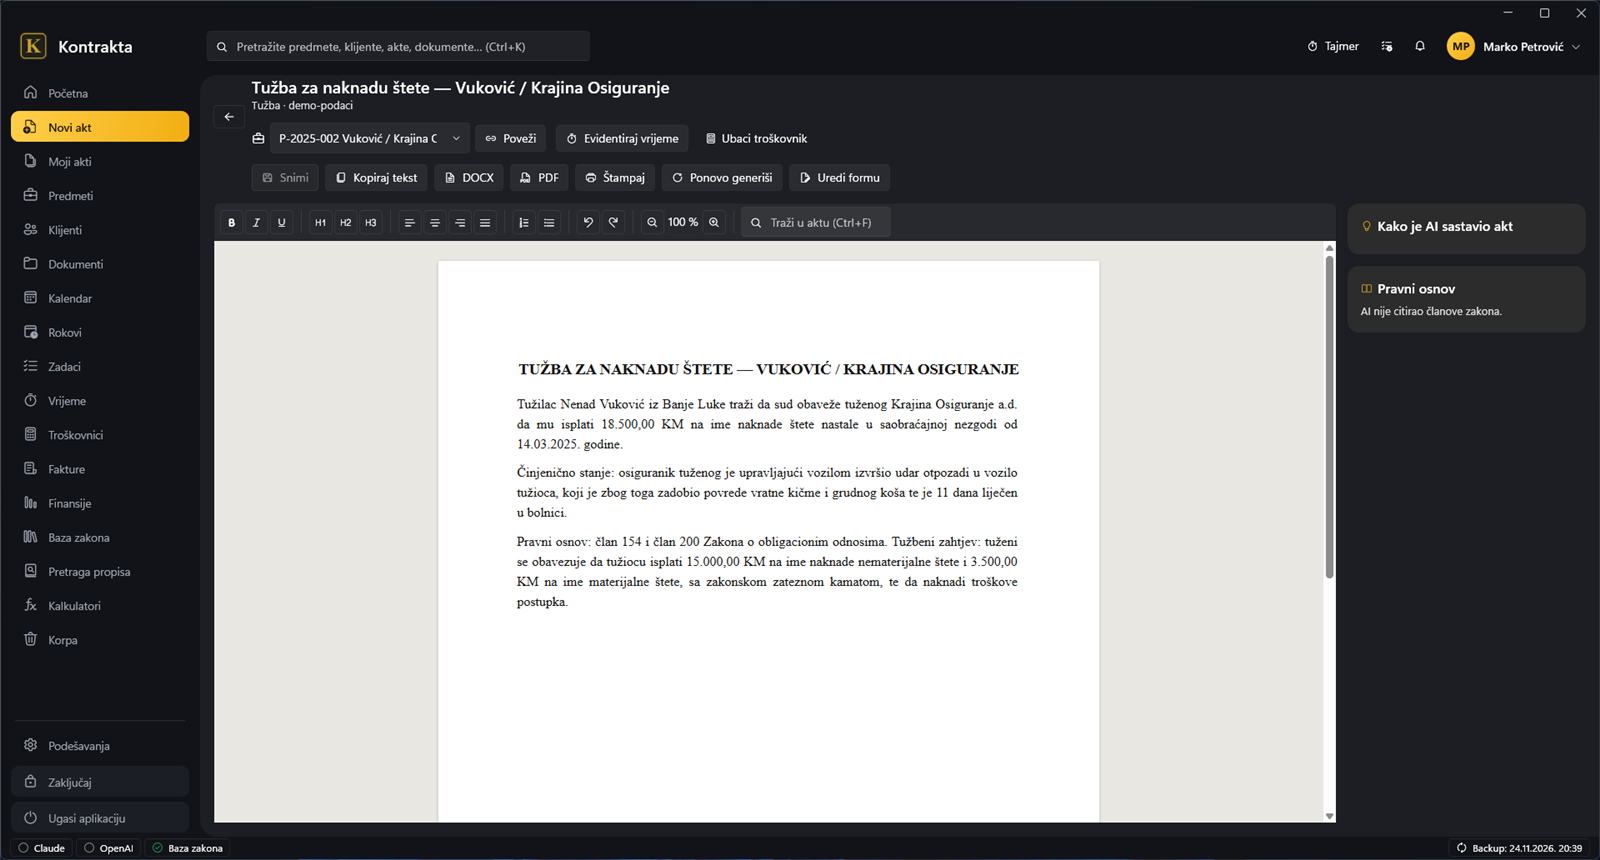 K Kontrakta
Pretražite predmete, klijente, akte, dokumente... (Ctrl+K)
Tajmer
MP Marko Petrović
Početna
Novi akt
Moji akti
Predmeti
Klijenti
Dokumenti
Kalendar
Rokovi
Zadaci
Vrijeme
Troškovnici
Fakture
Finansije
Baza zakona
Pretraga propisa
Kalkulatori
Korpa
Podešavanja
Zaključaj
Ugasi aplikaciju
Tužba za naknadu štete — Vuković / Krajina Osiguranje
Tužba · demo-podaci
P-2025-002 Vuković / Krajina O
Poveži
Evidentiraj vrijeme
Ubaci troškovnik
Snimi
Kopiraj tekst
DOCX
PDF
Štampaj
Ponovo generiši
Uredi formu
B I U H1 H2 H3 100 % Traži u aktu (Ctrl+F)
TUŽBA ZA NAKNADU ŠTETE — VUKOVIĆ / KRAJINA OSIGURANJE
Tužilac Nenad Vuković iz Banje Luke traži da sud obaveže tuženog Krajina Osiguranje a.d.
da mu isplati 18.500,00 KM na ime naknade štete nastale u saobraćajnoj nezgodi od
14.03.2025. godine.
Činjenično stanje: osiguranik tuženog je upravljajući vozilom izvršio udar otpozadi u vozilo
tužioca, koji je zbog toga zadobio povrede vratne kičme i grudnog koša te je 11 dana liječen
u bolnici.
Pravni osnov: član 154 i član 200 Zakona o obligacionim odnosima. Tužbeni zahtjev: tuženi
se obavezuje da tužiocu isplati 15.000,00 KM na ime naknade nematerijalne štete i 3.500,00
KM na ime materijalne štete, sa zakonskom zateznom kamatom, te da naknadi troškove
postupka.
Kako je AI sastavio akt
Pravni osnov
AI nije citirao članove zakona.
Claude
OpenAI
Baza zakona
Backup: 24.11.2026. 20:39